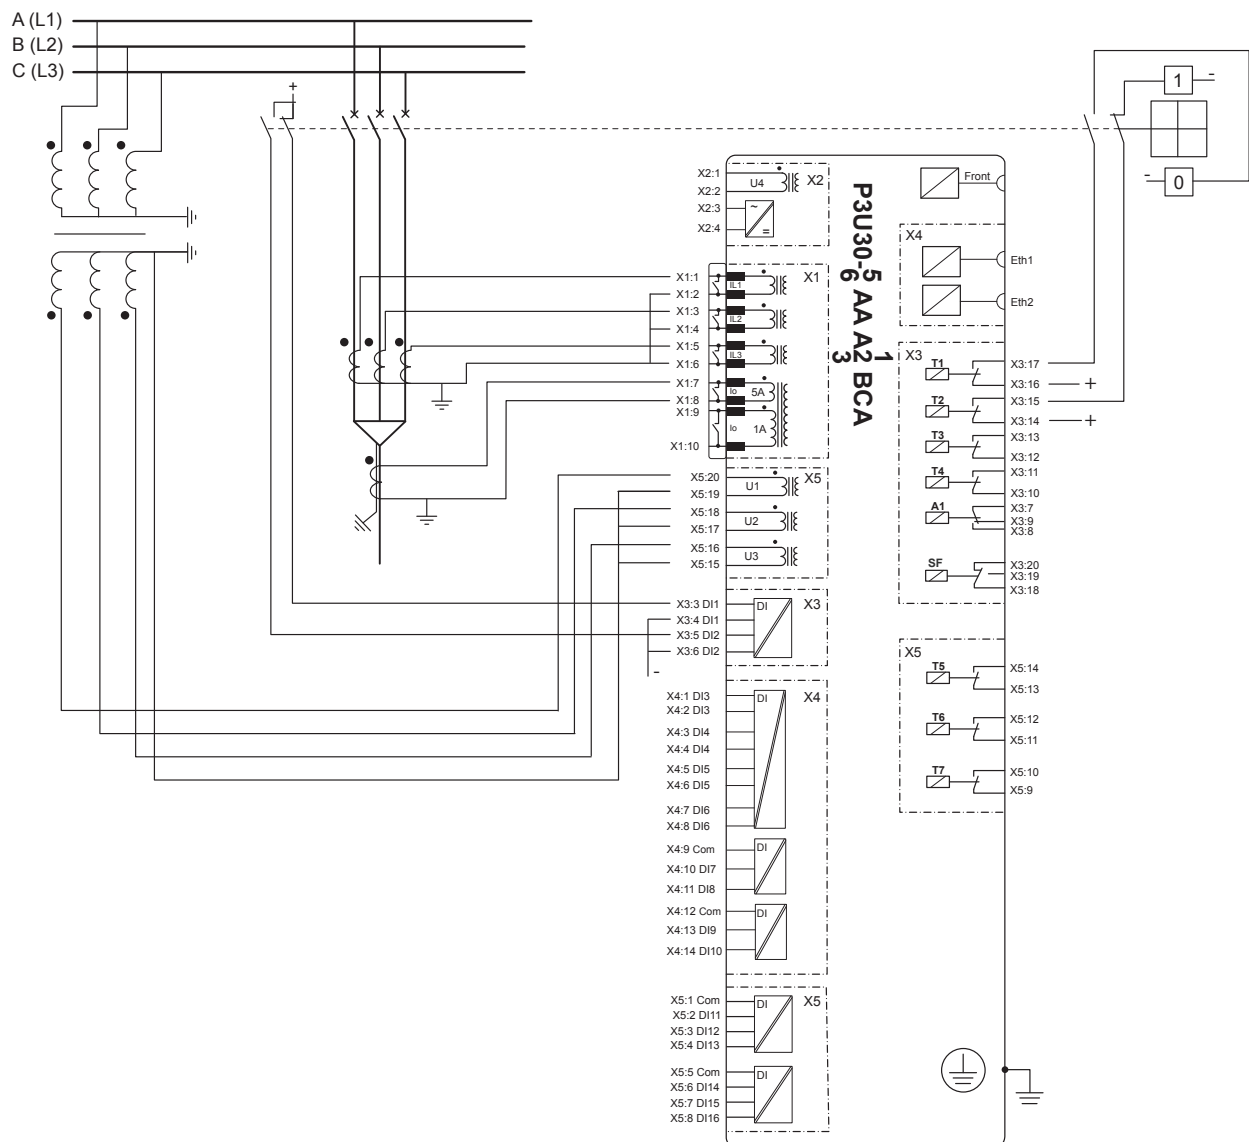 A (L1)
B (L2)
C (L3)
+
1
-
-
0
X2:1
X2:2
X2:3
X2:4
U4
X2
~
=
P3U30-5 AA A2 BCA
6
1
3
Front
X4
Eth1
Eth2
X1:1
X1:2
X1:3
X1:4
X1:5
X1:6
X1:7
X1:8
X1:9
X1:10
IL1
IL2
IL3
Io
5A
Io
1A
X1
X3
T1
X3:17
X3:16
+
T2
X3:15
X3:14
+
T3
X3:13
X3:12
T4
X3:11
X3:10
A1
X3:7
X3:9
X3:8
SF
X3:20
X3:19
X3:18
X5:20
X5:19
X5:18
X5:17
X5:16
X5:15
U1
U2
U3
X5
X3:3 DI1
X3:4 DI1
X3:5 DI2
X3:6 DI2
-
DI
X3
X5
T5
X5:14
X5:13
T6
X5:12
X5:11
T7
X5:10
X5:9
X4:1 DI3
X4:2 DI3
X4:3 DI4
X4:4 DI4
X4:5 DI5
X4:6 DI5
X4:7 DI6
X4:8 DI6
DI
X4
X4:9 Com
X4:10 DI7
X4:11 DI8
DI
X4:12 Com
X4:13 DI9
X4:14 DI10
DI
X5:1 Com
X5:2 DI11
X5:3 DI12
X5:4 DI13
DI
X5
X5:5 Com
X5:6 DI14
X5:7 DI15
X5:8 DI16
DI